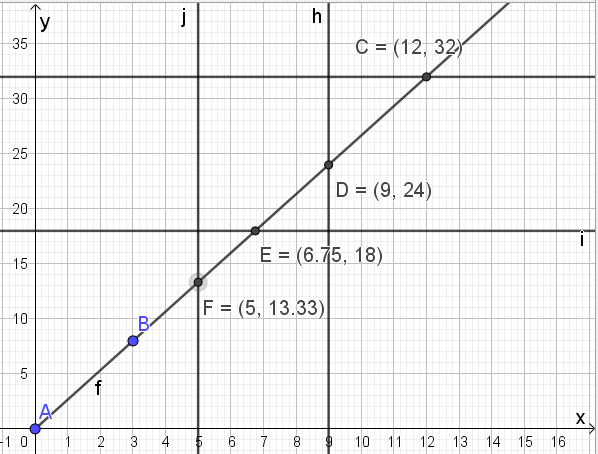 y
j
h
C = (12, 32)
35
30
25
D = (9, 24)
20
i
E = (6.75, 18)
15
F = (5, 13.33)
B
10
5
f
A
x
-1 0 1 2 3 4 5 6 7 8 9 10 11 12 13 14 15 16